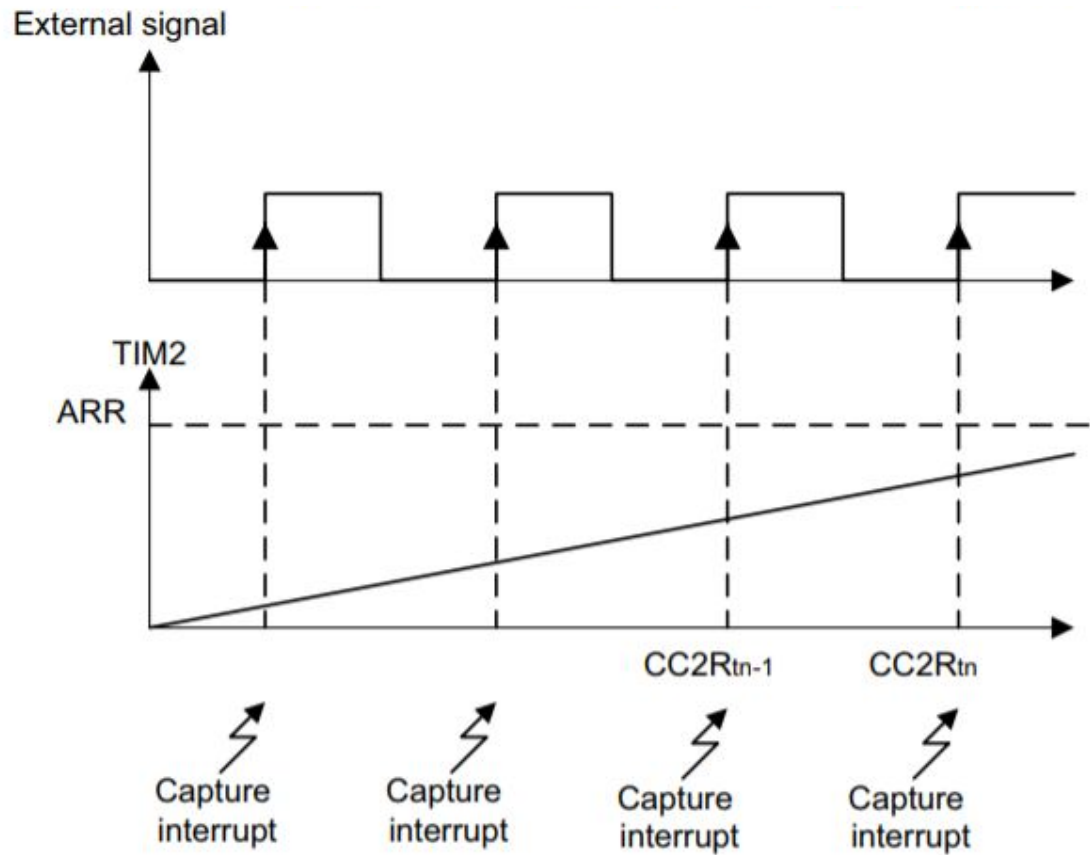 External signal
TIM2
ARR
CC2Rtn-1
CC2Rtn
Capture
interrupt
Capture
interrupt
Capture
interrupt
Capture
interrupt